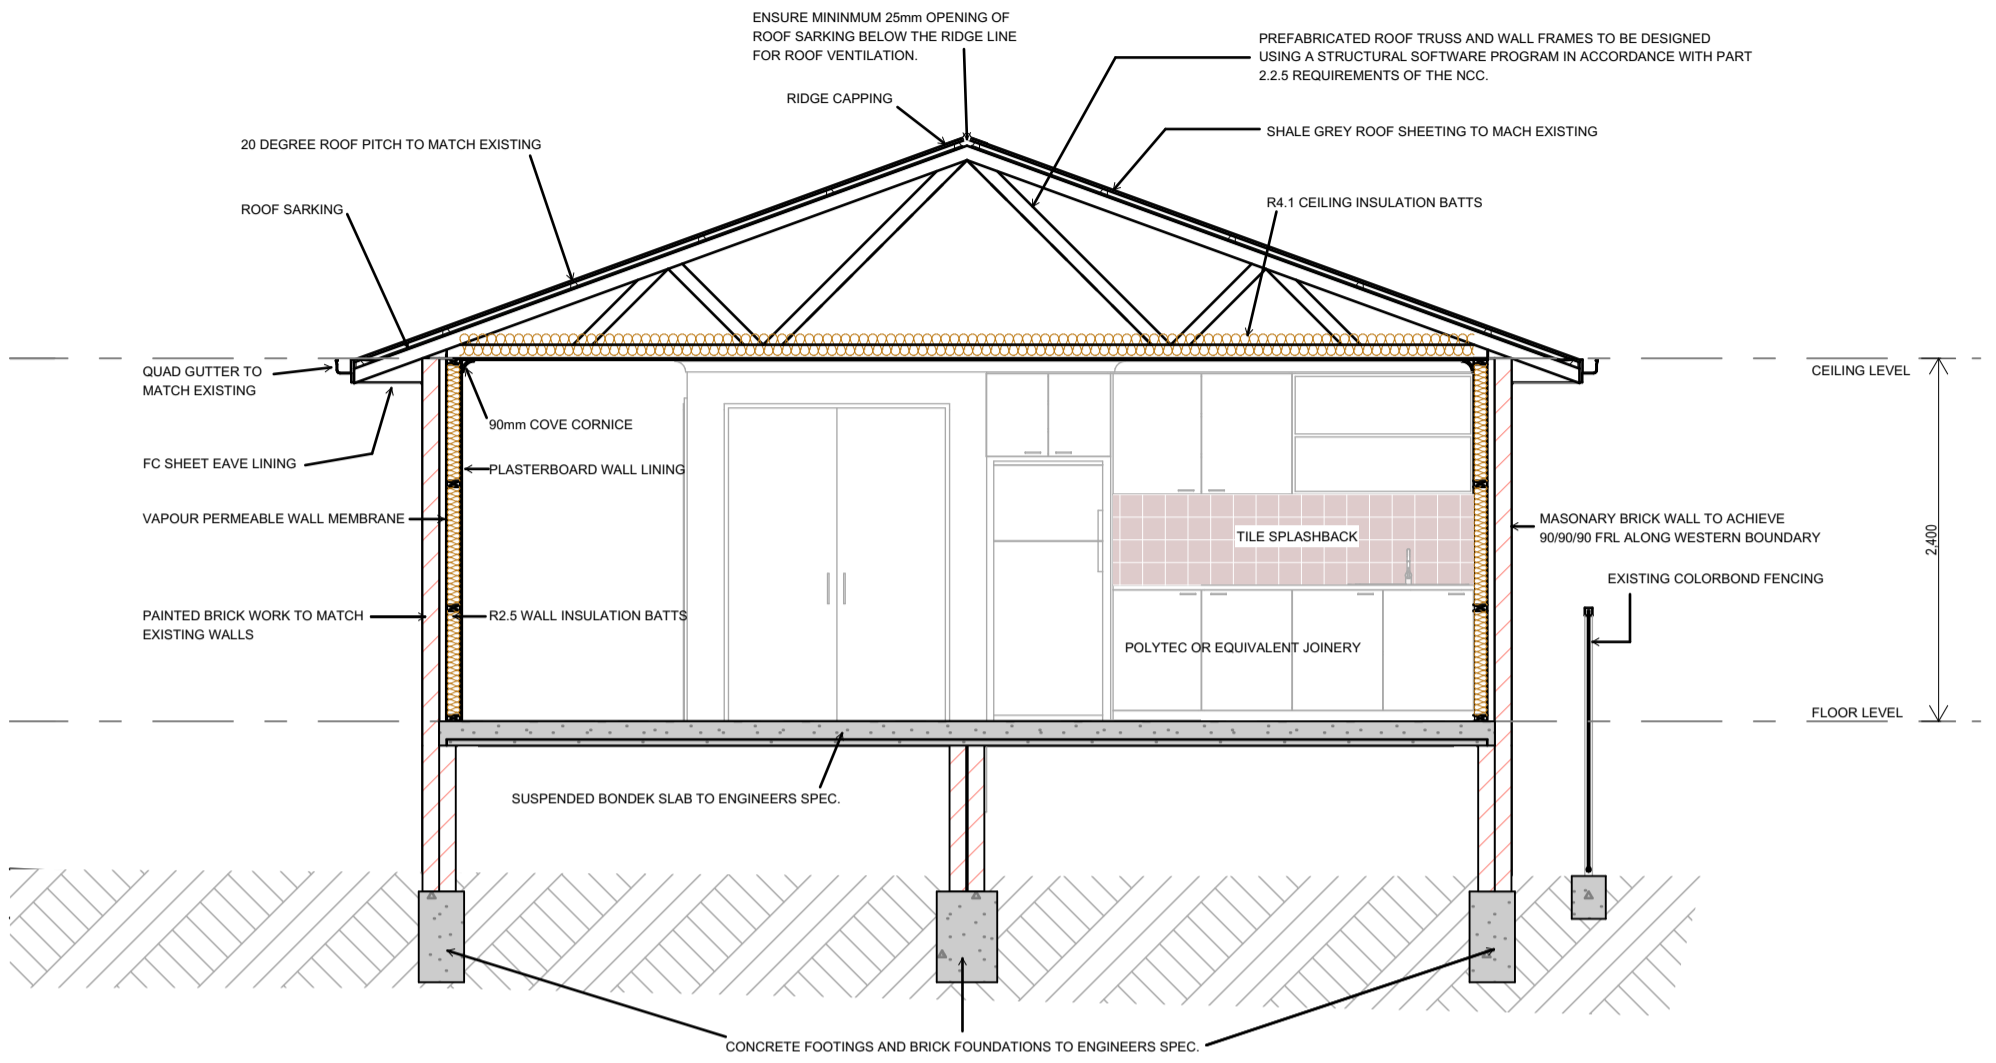 ENSURE MININMUM 25mm OPENING OF
ROOF SARKING BELOW THE RIDGE LINE
FOR ROOF VENTILATION.
PREFABRICATED ROOF TRUSS AND WALL FRAMES TO BE DESIGNED
USING A STRUCTURAL SOFTWARE PROGRAM IN ACCORDANCE WITH PART
2.2.5 REQUIREMENTS OF THE NCC.
RIDGE CAPPING
SHALE GREY ROOF SHEETING TO MACH EXISTING
20 DEGREE ROOF PITCH TO MATCH EXISTING
R4.1 CEILING INSULATION BATTS
ROOF SARKING
QUAD GUTTER TO
MATCH EXISTING
CEILING LEVEL
90mm COVE CORNICE
FC SHEET EAVE LINING
PLASTERBOARD WALL LINING
VAPOUR PERMEABLE WALL MEMBRANE
TILE SPLASHBACK
MASONARY BRICK WALL TO ACHIEVE
90/90/90 FRL ALONG WESTERN BOUNDARY
2,400
EXISTING COLORBOND FENCING
PAINTED BRICK WORK TO MATCH
EXISTING WALLS
R2.5 WALL INSULATION BATTS
POLYTEC OR EQUIVALENT JOINERY
FLOOR LEVEL
SUSPENDED BONDEK SLAB TO ENGINEERS SPEC.
CONCRETE FOOTINGS AND BRICK FOUNDATIONS TO ENGINEERS SPEC.